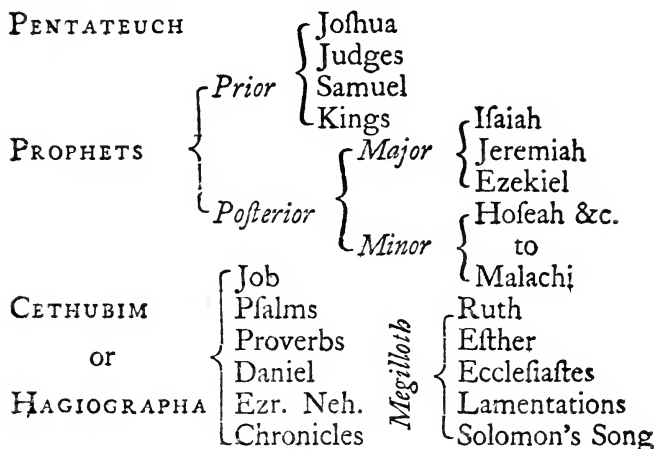 PENTATEUCH Joſhua
Judges
Prior Samuel
Kings Iſaiah
PROPHETS Major Jeremiah
Ezekiel
Poſterior Hoſeah &c.
Minor to
Job Malachi
CETHUBIM Pſalms Ruth
Proverbs Eſther
or Daniel Megilloth Eccleſiaſtes
HAGIOGRAPHA Ezr. Neh. Lamentations
Chronicles Solomon's Song